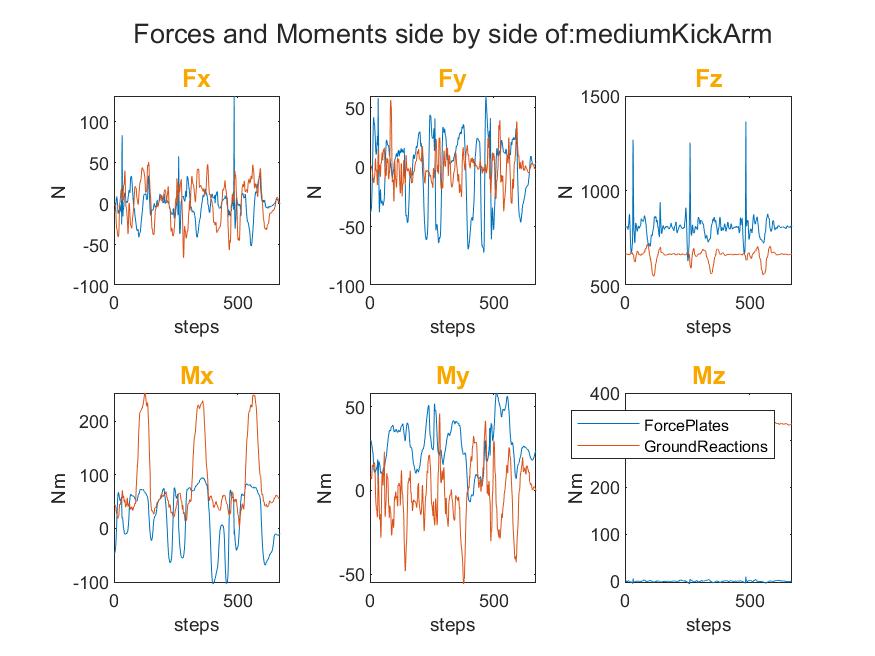 Forces and Moments side by side of:mediumKickArm
Fx
Fy
Fz
100
50
0
-50
-100
N
0
500
steps
50
0
-50
-100
N
0
500
steps
1500
1000
500
N
0
500
steps
Mx
My
Mz
200
100
0
-100
Nm
0
500
steps
50
0
-50
Nm
0
500
steps
400
200
100
0
Nm
0
500
steps
ForcePlates
GroundReactions